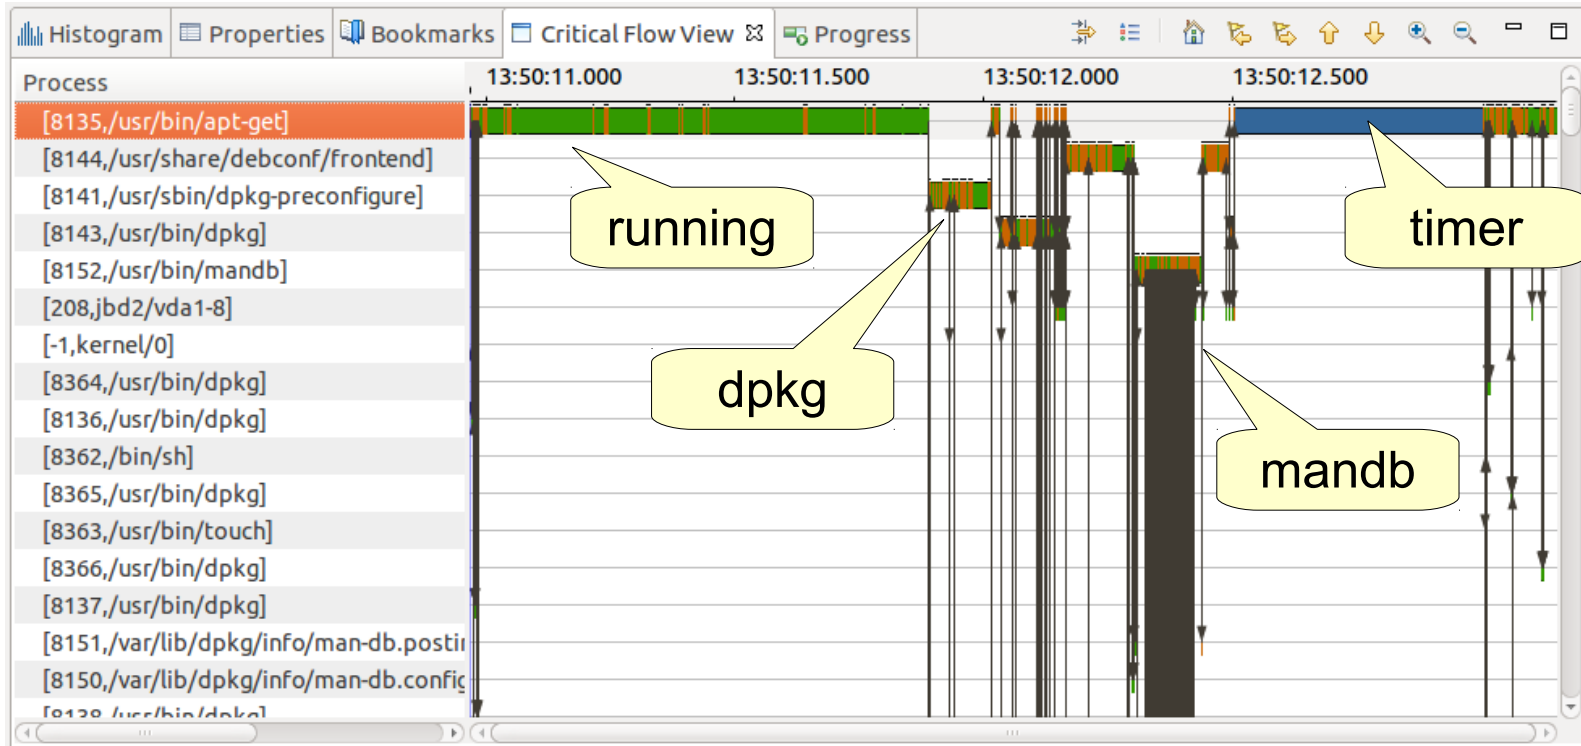 Histogram Properties Bookmarks Critical Flow View Progress
Process 13:50:11.000 13:50:11.500 13:50:12.000 13:50:12.500
[8135,/usr/bin/apt-get]
[8144,/usr/share/debconf/frontend]
[8141,/usr/sbin/dpkg-preconfigure]
[8143,/usr/bin/dpkg]
running timer
[8152,/usr/bin/mandb]
[208,jbd2/vda1-8]
[-1,kernel/0]
[8364,/usr/bin/dpkg]
dpkg
[8136,/usr/bin/dpkg]
[8362,/bin/sh]
mandb
[8365,/usr/bin/dpkg]
[8363,/usr/bin/touch]
[8366,/usr/bin/dpkg]
[8137,/usr/bin/dpkg]
[8151,/var/lib/dpkg/info/man-db.postin
[8150,/var/lib/dpkg/info/man-db.config
[8138,/usr/bin/dpkg]